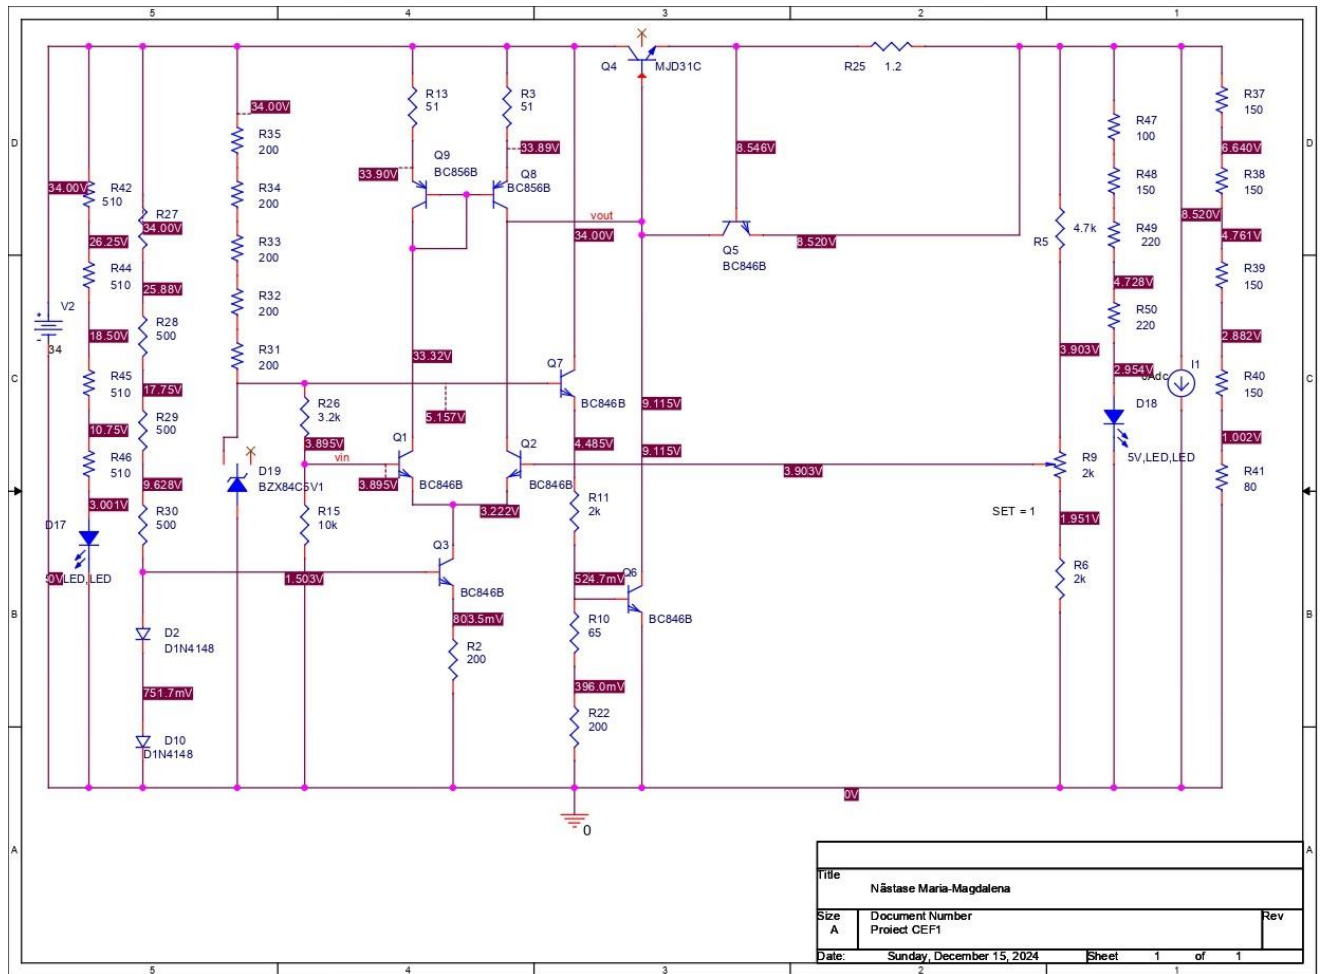 5 4 3 2 1
D
C
B
A
D
C
B
A
V2
34
34.00V
R42
510
26.25V
R44
510
18.50V
R45
510
10.75V
R46
510
3.001V
D17
LED,LED
R27
34.00V
25.88V
R28
500
17.75V
R29
500
9.628V
R30
500
D2
D1N4148
751.7mV
D10
D1N4148
34.00V
R35
200
R34
200
R33
200
R32
200
R31
200
D19
BZX84C5V1
R26
3.2k
3.895V
vin
3.895V
R15
10k
1.503V
R13
51
33.90V
Q9
BC856B
R3
51
33.89V
Q8
BC856B
vout
33.32V
5.157V
Q1
BC846B
Q2
BC846B
3.222V
Q3
BC846B
803.5mV
R2
200
34.00V
Q7
BC846B
4.485V
R11
2k
524.7mV
R10
65
396.0mV
R22
200
0
Q6
BC846B
9.115V
9.115V
Q4
MJD31C
8.546V
Q5
BC846B
8.520V
R25 1.2
3.903V
0V
R5
4.7k
3.903V
R9
2k
SET = 1
1.951V
R6
2k
R47
100
R48
150
R49
220
4.728V
R50
220
2.954V
D18
5V,LED,LED
8.520V
I1
R37
150
6.640V
R38
150
4.761V
R39
150
2.882V
R40
150
1.002V
R41
80
Title
Năstase Maria-Magdalena
Size Document Number Rev
A Proiect CEF1
Date: Sunday, December 15, 2024 Sheet 1 of 1
5 4 3 2 1